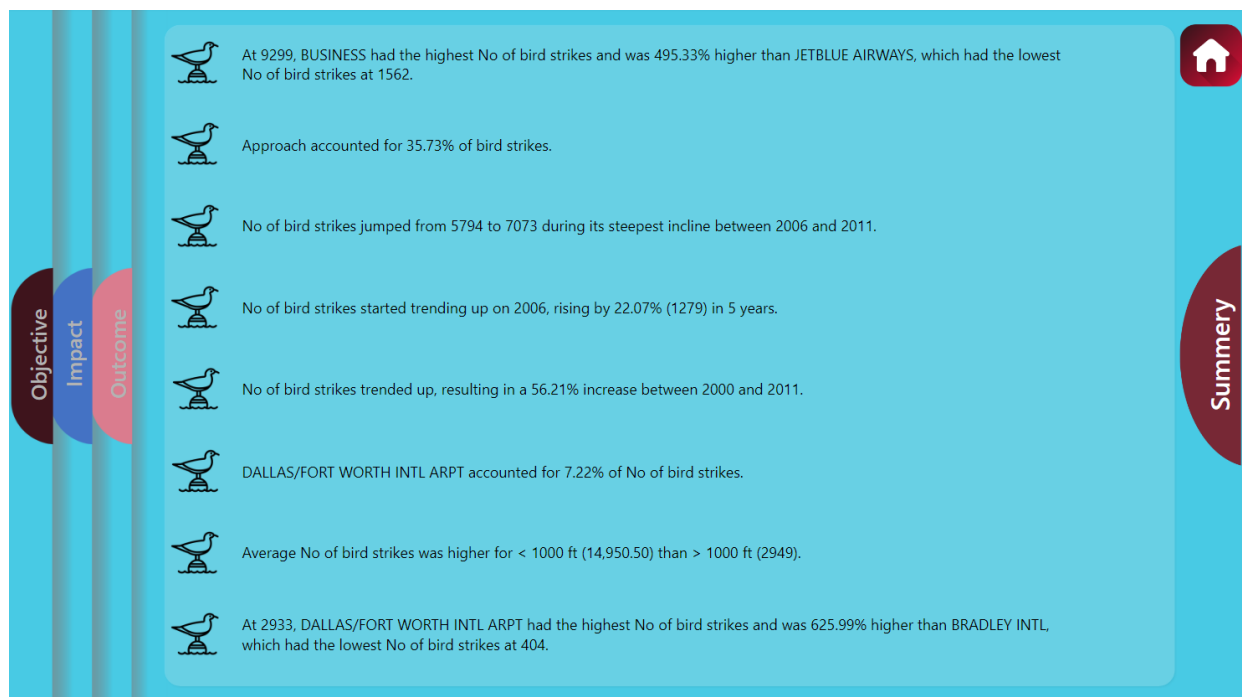 At 9299, BUSINESS had the highest No of bird strikes and was 495.33% higher than JETBLUE AIRWAYS, which had the lowest
No of bird strikes at 1562.
Approach accounted for 35.73% of bird strikes.
No of bird strikes jumped from 5794 to 7073 during its steepest incline between 2006 and 2011.
No of bird strikes started trending up on 2006, rising by 22.07% (1279) in 5 years.
No of bird strikes trended up, resulting in a 56.21% increase between 2000 and 2011.
DALLAS/FORT WORTH INTL ARPT accounted for 7.22% of No of bird strikes.
Average No of bird strikes was higher for < 1000 ft (14,950.50) than > 1000 ft (2949).
At 2933, DALLAS/FORT WORTH INTL ARPT had the highest No of bird strikes and was 625.99% higher than BRADLEY INTL,
which had the lowest No of bird strikes at 404.
Objective
Impact
Outcome
Summery